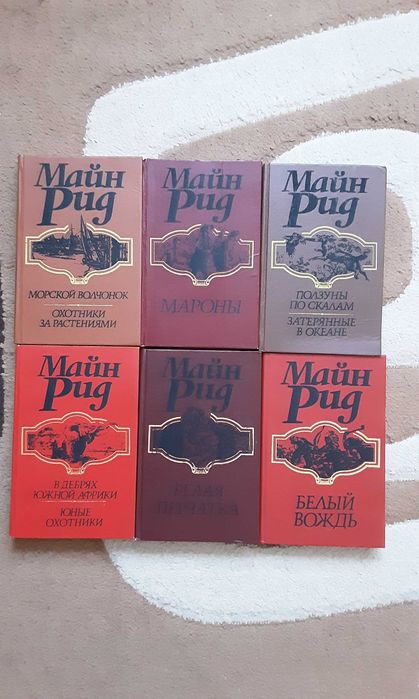 Майн
Рид
МОРСКОЙ ВОЛЧОНОК
ОХОТНИКИ
ЗА РАСТЕНИЯМИ
Майн
Рид
МАРОНЫ
Майн
Рид
ПОЛЗУНЫ
ПО СКАЛАМ
ЗАТЕРЯННЫЕ
В ОКЕАНЕ
Майн
Рид
В ДЕБРЯХ
ЮЖНОЙ АФРИКИ
ЮНЫЕ
ОХОТНИКИ
Майн
Рид
БЕЛАЯ
ПЕРЧАТКА
Майн
Рид
БЕЛЫЙ
ВОЖДЬ